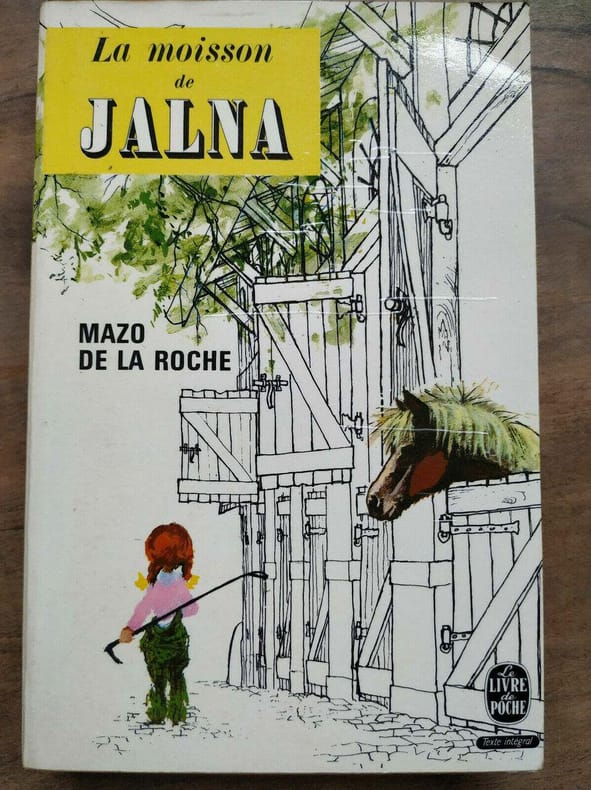 La moisson
de
JALNA
MAZO
DE LA ROCHE
Le
LIVRE
de
POCHE
Texte intégral